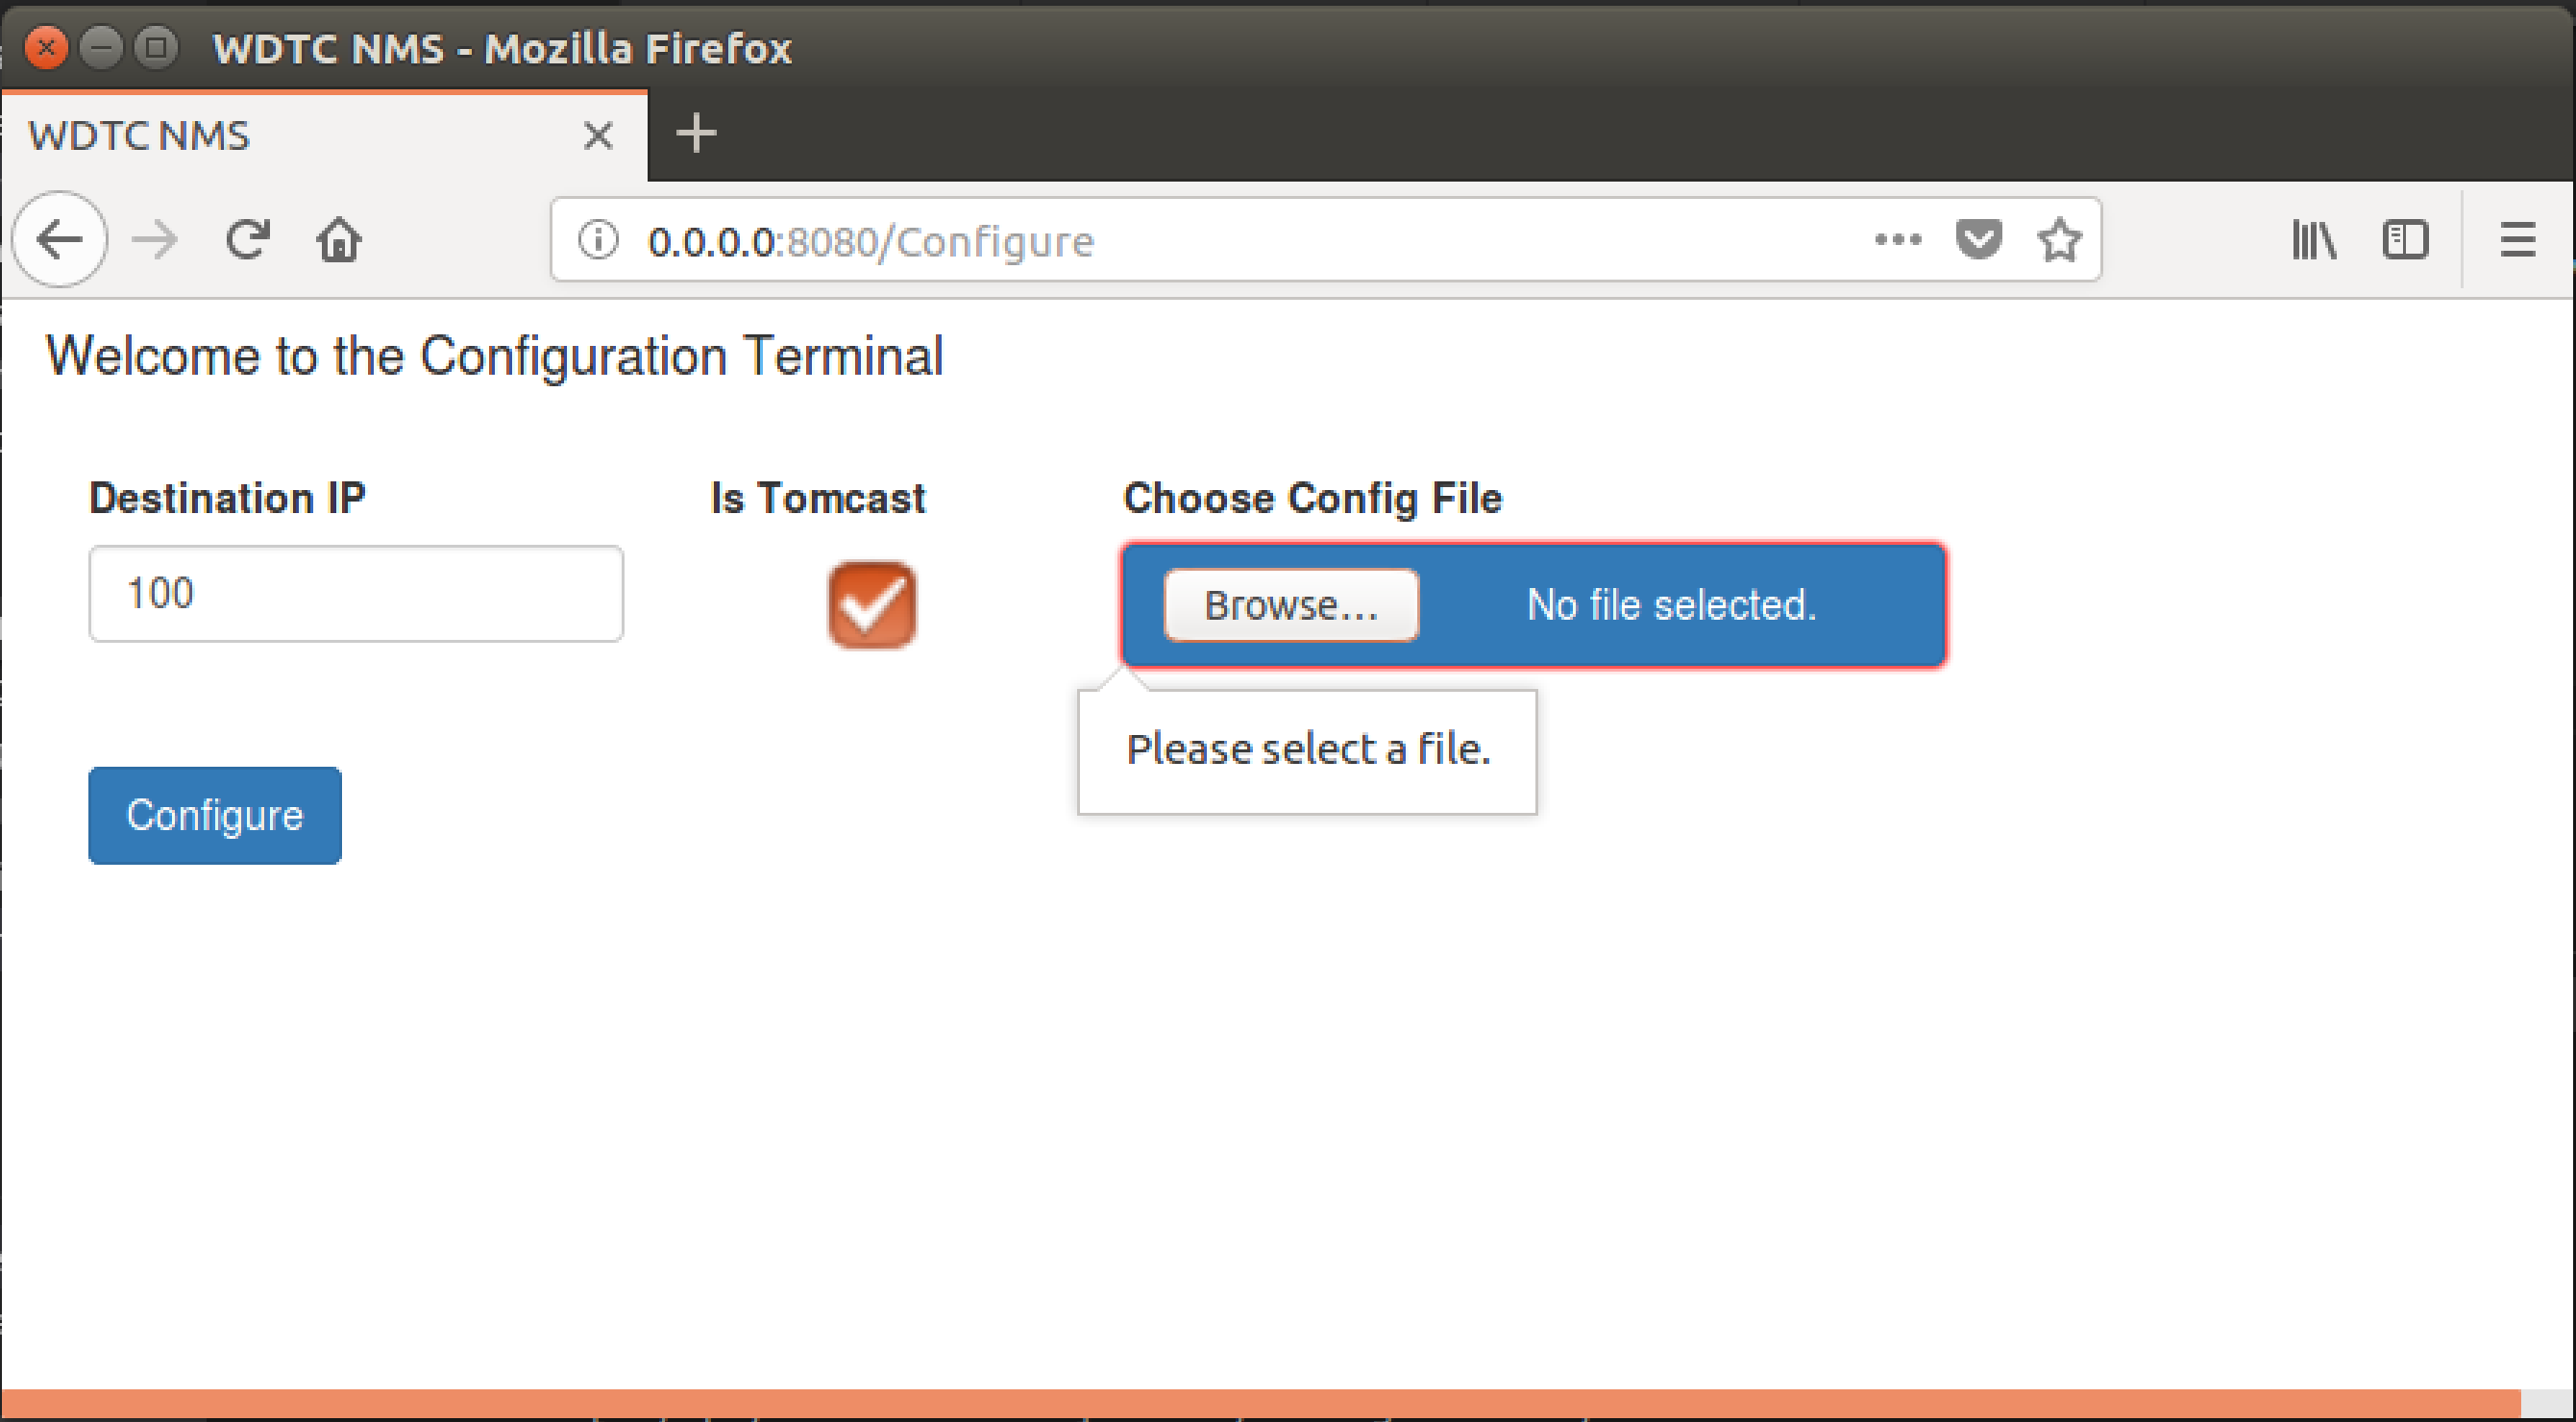 WDTC NMS - Mozilla Firefox
WDTC NMS
0.0.0.0:8080/Configure
Welcome to the Configuration Terminal
Destination IP
Is Tomcast
Choose Config File
100
Browse...
No file selected.
Please select a file.
Configure